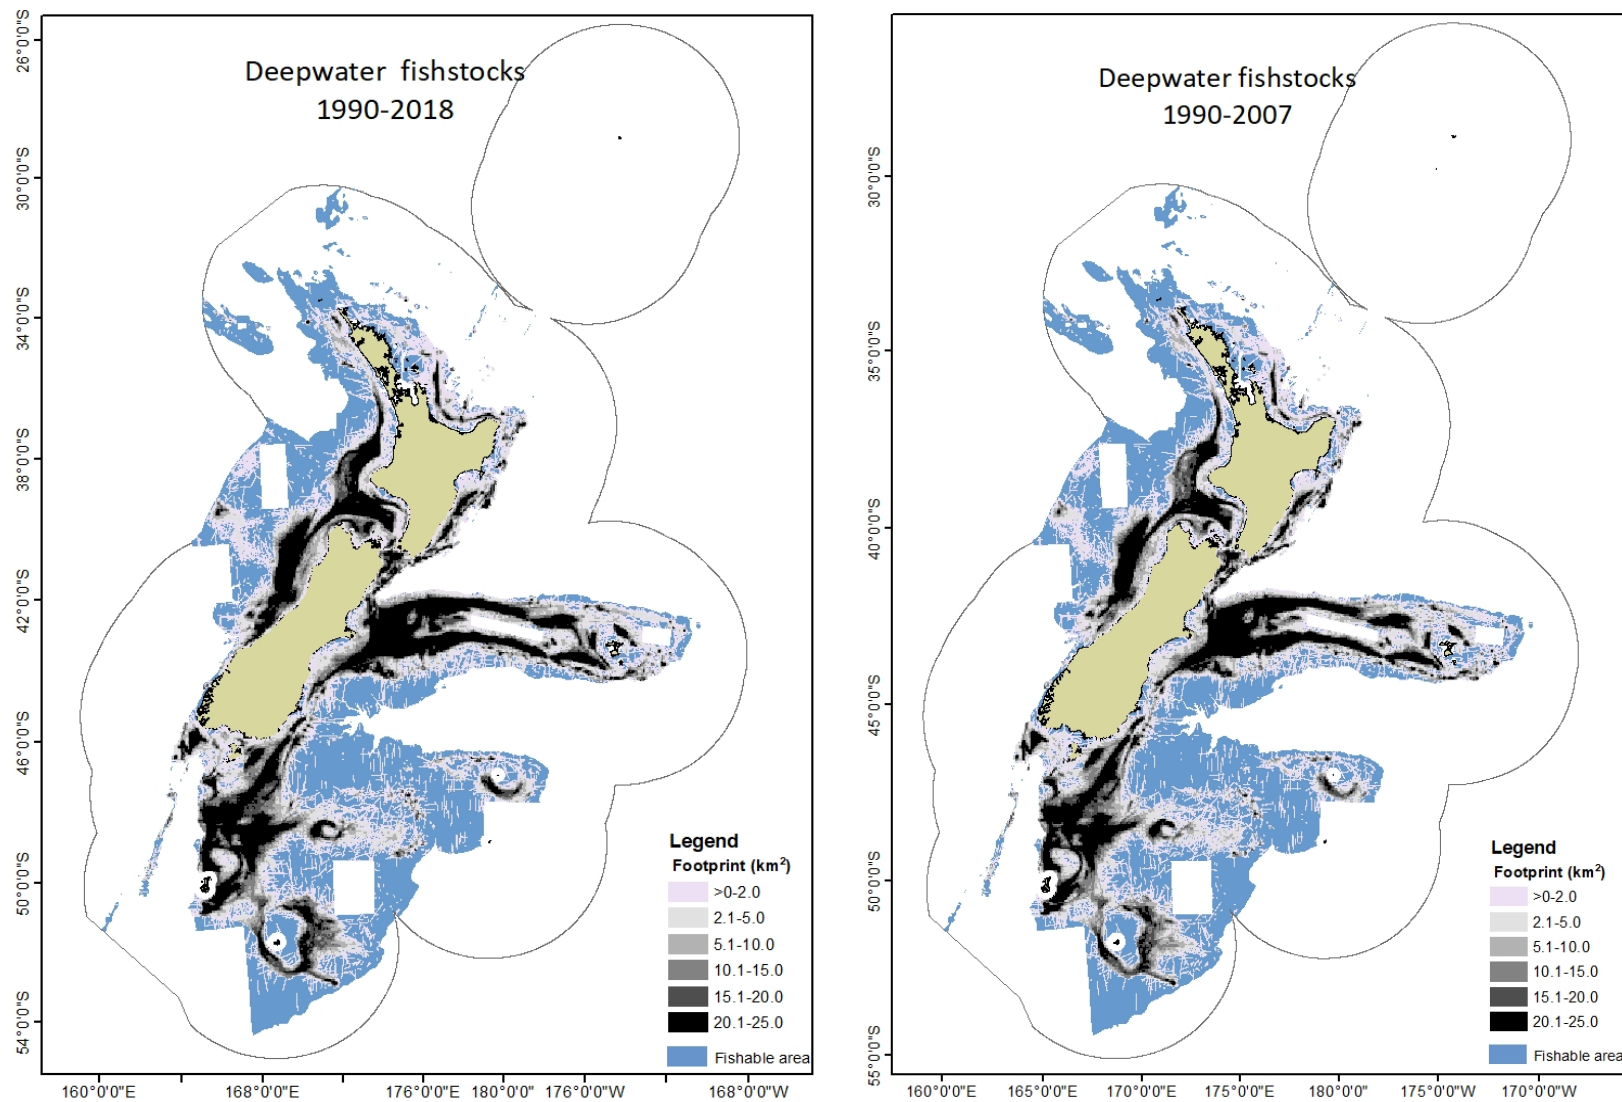 Deepwater fishstocks
1990-2018
26°0'0"S
30°0'0"S
34°0'0"S
38°0'0"S
42°0'0"S
46°0'0"S
50°0'0"S
54°0'0"S
Legend
Footprint (km²)
>0-2.0
2.1-5.0
5.1-10.0
10.1-15.0
15.1-20.0
20.1-25.0
Fishable area
160°0'0"E
168°0'0"E
176°0'0"E
180°0'0"
176°0'0"W
168°0'0"W
Deepwater fishstocks
1990-2007
30°0'0"S
35°0'0"S
40°0'0"S
45°0'0"S
50°0'0"S
55°0'0"S
Legend
Footprint (km²)
>0-2.0
2.1-5.0
5.1-10.0
10.1-15.0
15.1-20.0
20.1-25.0
Fishable area
160°0'0"E
165°0'0"E
170°0'0"E
175°0'0"E
180°0'0"
175°0'0"W
170°0'0"W